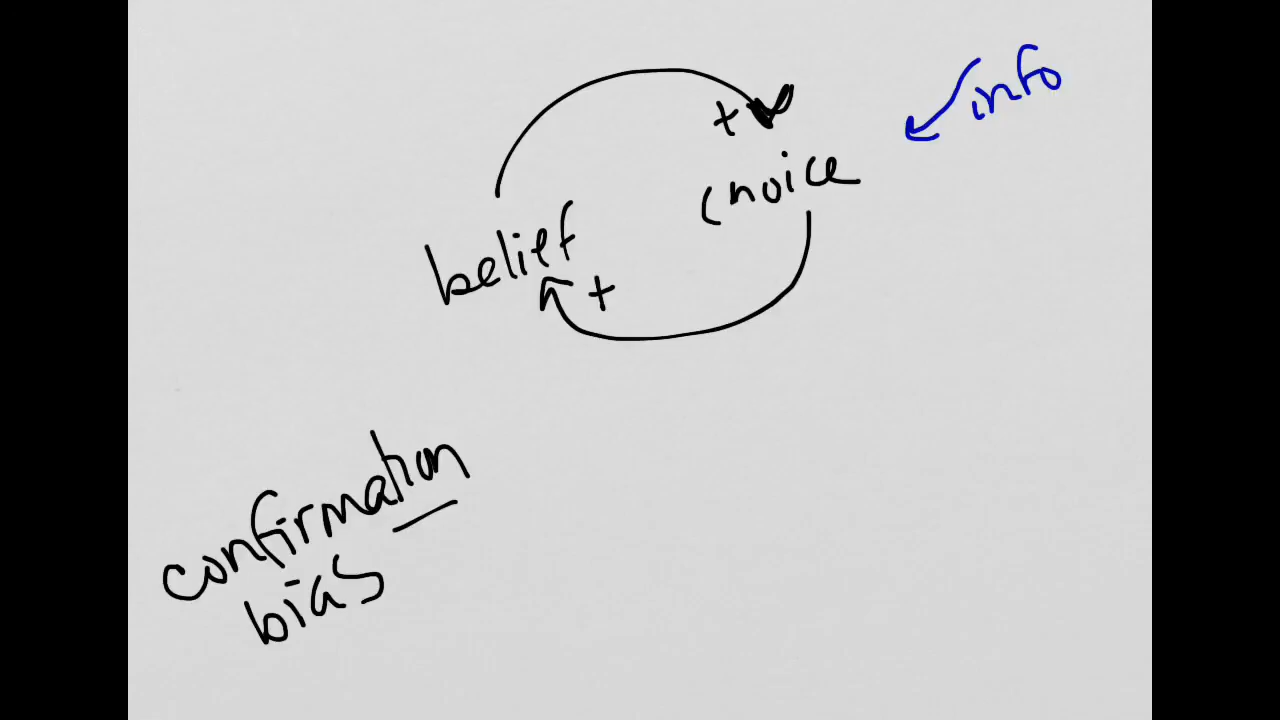 info
+
choice
belief
+
confirmation
bias